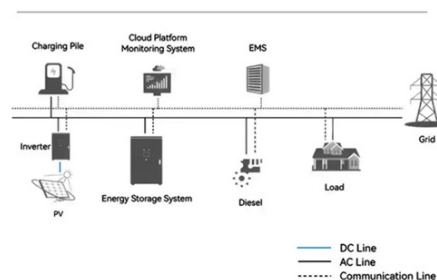 Charging Pile
Cloud Platform
Monitoring System
EMS
Inverter
Grid
PV
Energy Storage System
Diesel
Load
DC Line
AC Line
Communication Line